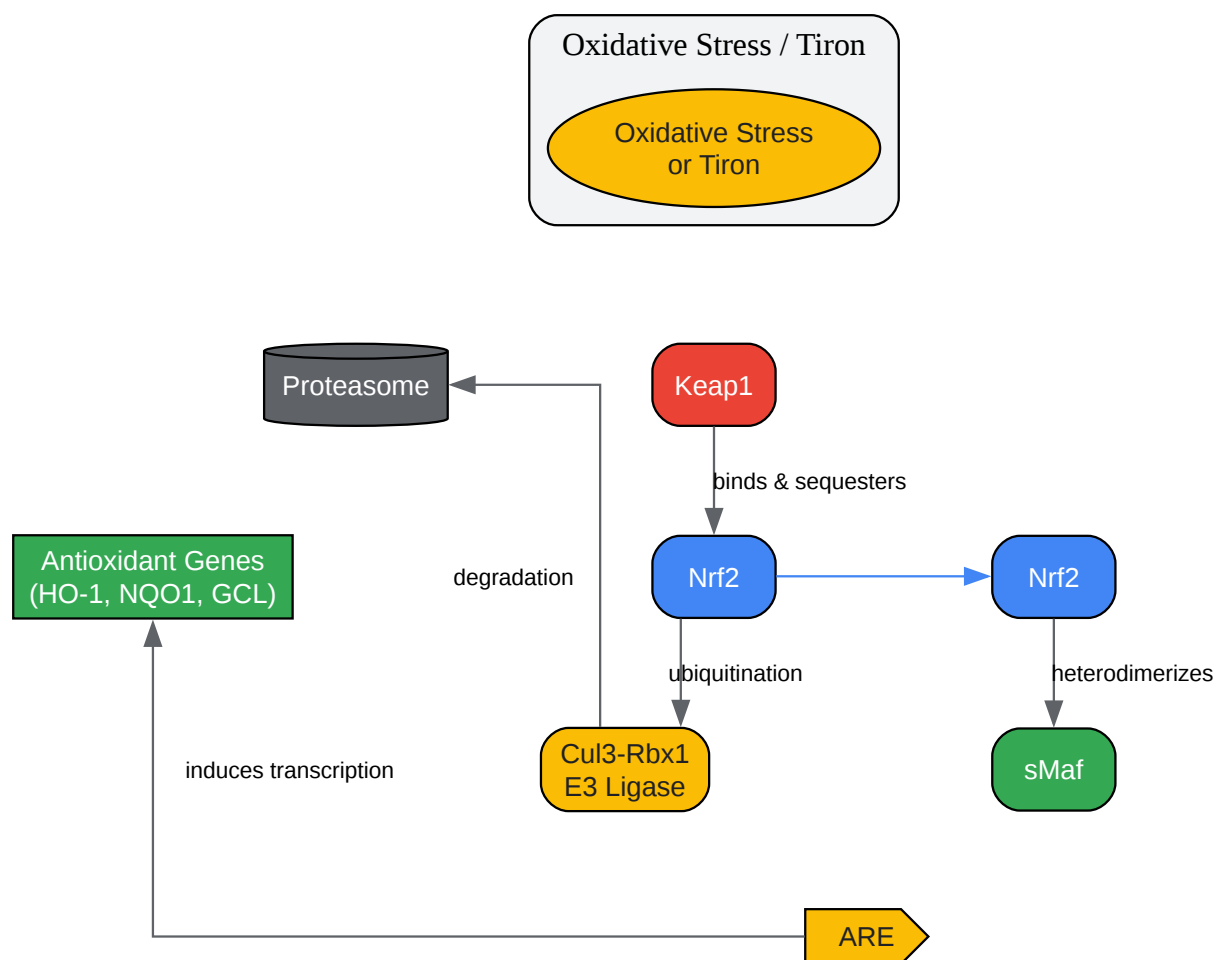 Oxidative Stress / Tiron
Oxidative Stress
or Tiron
Proteasome
Keap1
binds & sequesters
Antioxidant Genes
(HO-1, NQO1, GCL)
degradation
Nrf2
Nrf2
ubiquitination
heterodimerizes
induces transcription
Cul3-Rbx1
E3 Ligase
sMaf
ARE